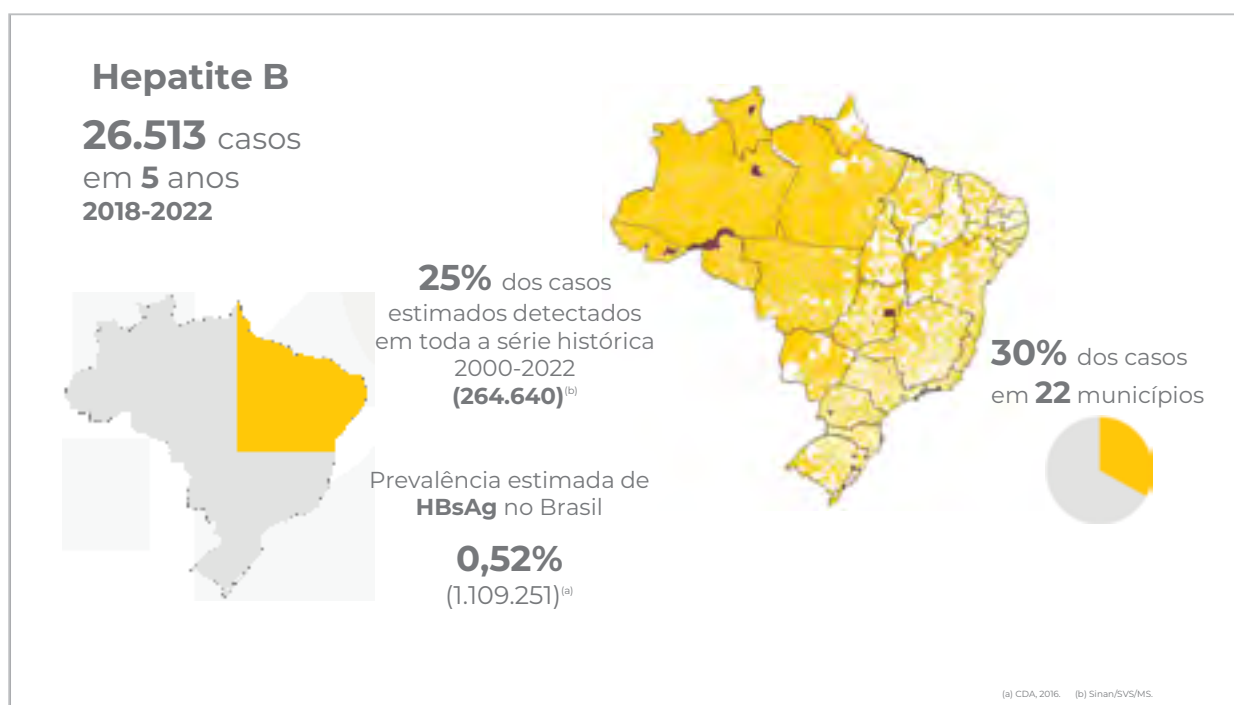 Hepatite B
26.513 casos
em 5 anos
2018-2022
25% dos casos
estimados detectados
em toda a série histórica
2000-2022
(264.640)(b)
Prevalência estimada de
HBsAg no Brasil
0,52%
(1.109.251)(a)
30% dos casos
em 22 municípios
(a) CDA, 2016. (b) Sinan/SVS/MS.